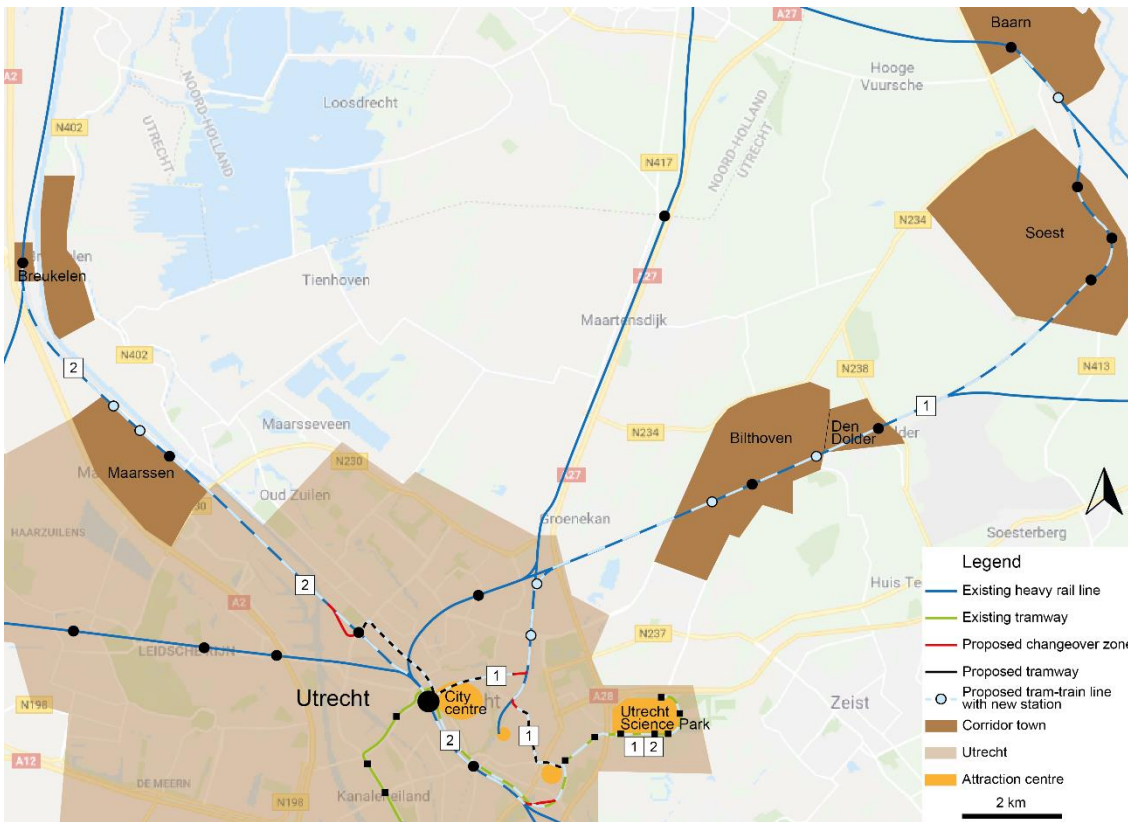 Baarn
A27
A2
Hooge
Vuursche
NOORD-HOLLAND
UTRECHT
Loosdrecht
N402
N417
NOORD-HOLLAND
UTRECHT
N234
Soest
Breukelen
Tienhoven
A27
Maartensdijk
N402
2
N238
N413
1
Maarsseveen
N234
Bilthoven
Den
Dolder
Maarssen
N230
Oud Zuilen
A27
Groenekan
Soesterberg
HAARZUILENS
2
A2
Huis Te
N237
LEIDSCHE RIJN
1
Utrecht
City
centre
A28
Utrecht
Science Park
Zeist
N198
2
1
1 2
A12
DE MEERN
N198
Kanaleneiland
Legend
Existing heavy rail line
Existing tramway
Proposed changeover zone
Proposed tramway
Proposed tram-train line
with new station
Corridor town
Utrecht
Attraction centre
2 km